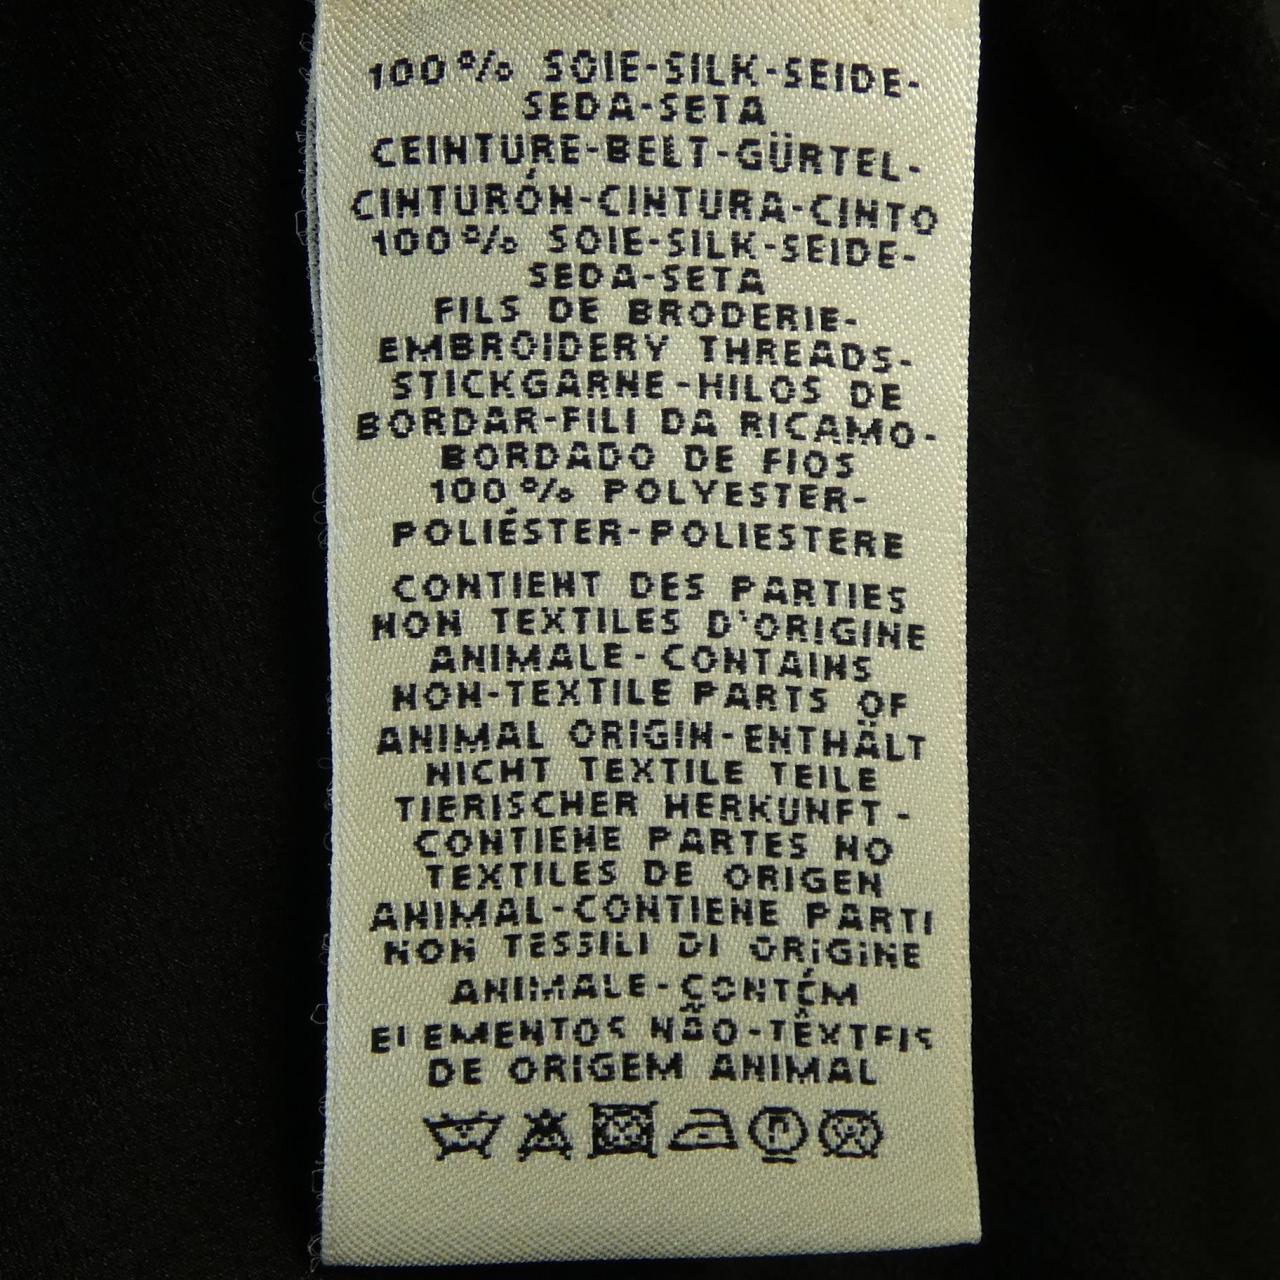 100% SOIE-SILK-SEIDE-
SEDA-SETA
CEINTURE-BELT-GÜRTEL-
CINTURÓN-CINTURA-CINTO
100% SOIE-SILK-SEIDE-
SEDA-SETA
FILS DE BRODERIE-
EMBROIDERY THREADS-
STICKGARNE-HILOS DE
BORDAR-FILI DA RICAMO-
BORDADO DE FIOS
100% POLYESTER-
POLIÉSTER-POLIESTERE
CONTIENT DES PARTIES
NON TEXTILES D'ORIGINE
ANIMALE-CONTAINS
NON-TEXTILE PARTS OF
ANIMAL ORIGIN-ENTHÄLT
NICHT TEXTILE TEILE
TIERISCHER HERKUNFT-
CONTIENE PARTES NO
TEXTILES DE ORIGEN
ANIMAL-CONTIENE PARTI
NON TESSILI DI ORIGINE
ANIMALE-CONTÉM
ELEMENTOS NÃO-TÊXTEIS
DE ORIGEM ANIMAL
P